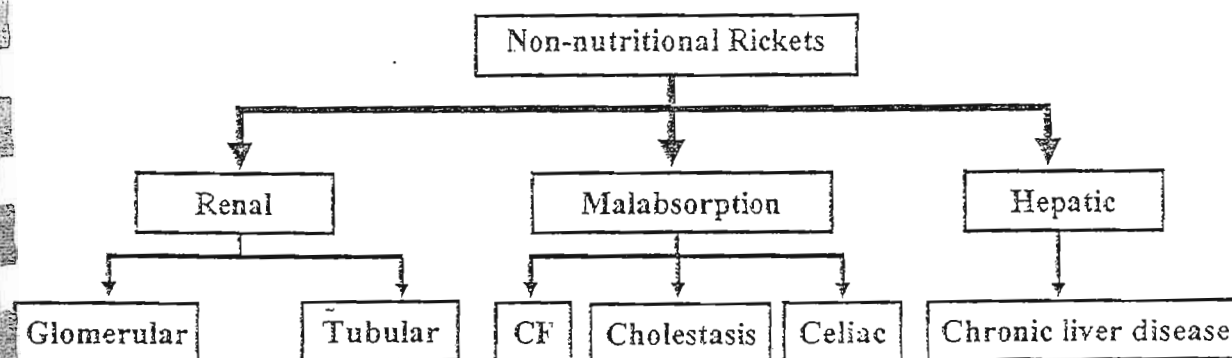 Non-nutritional Rickets
Renal
Malabsorption
Hepatic
Glomerular
Tubular
CF
Cholestasis
Celiac
Chronic liver disease